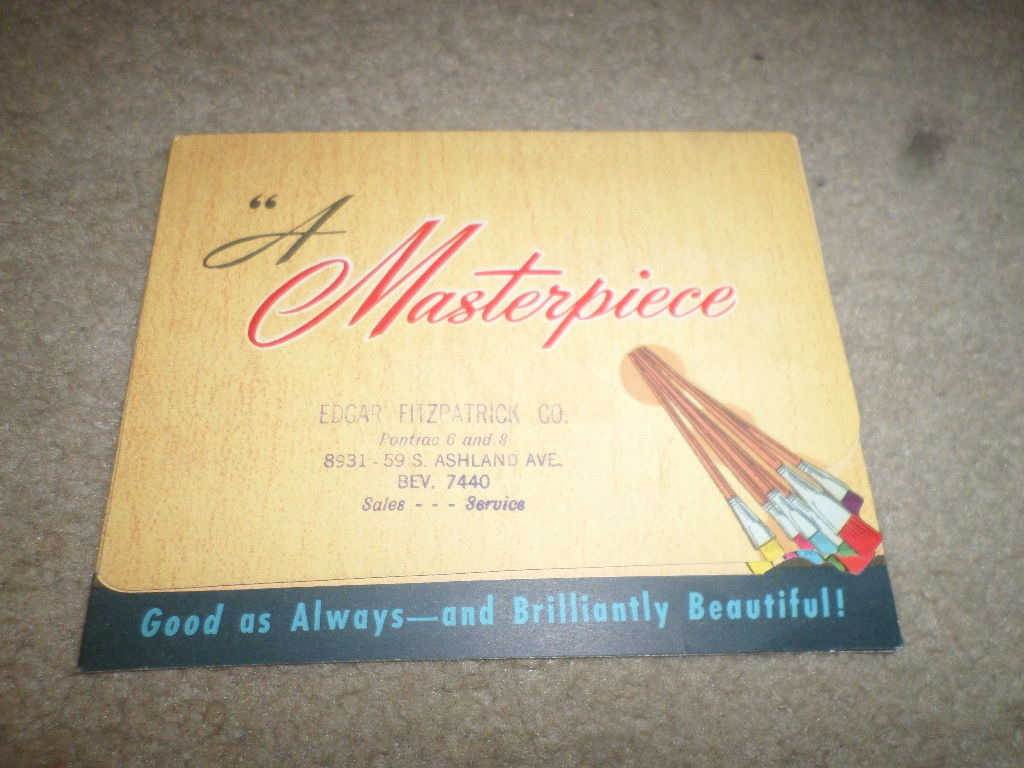 “A
Masterpiece
EDGAR FITZPATRICK CO.
Pontiac 6 and 8
8931 - 59 S. ASHLAND AVE.
BEV. 7440
Sales - - - Service
Good as Always—and Brilliantly Beautiful!